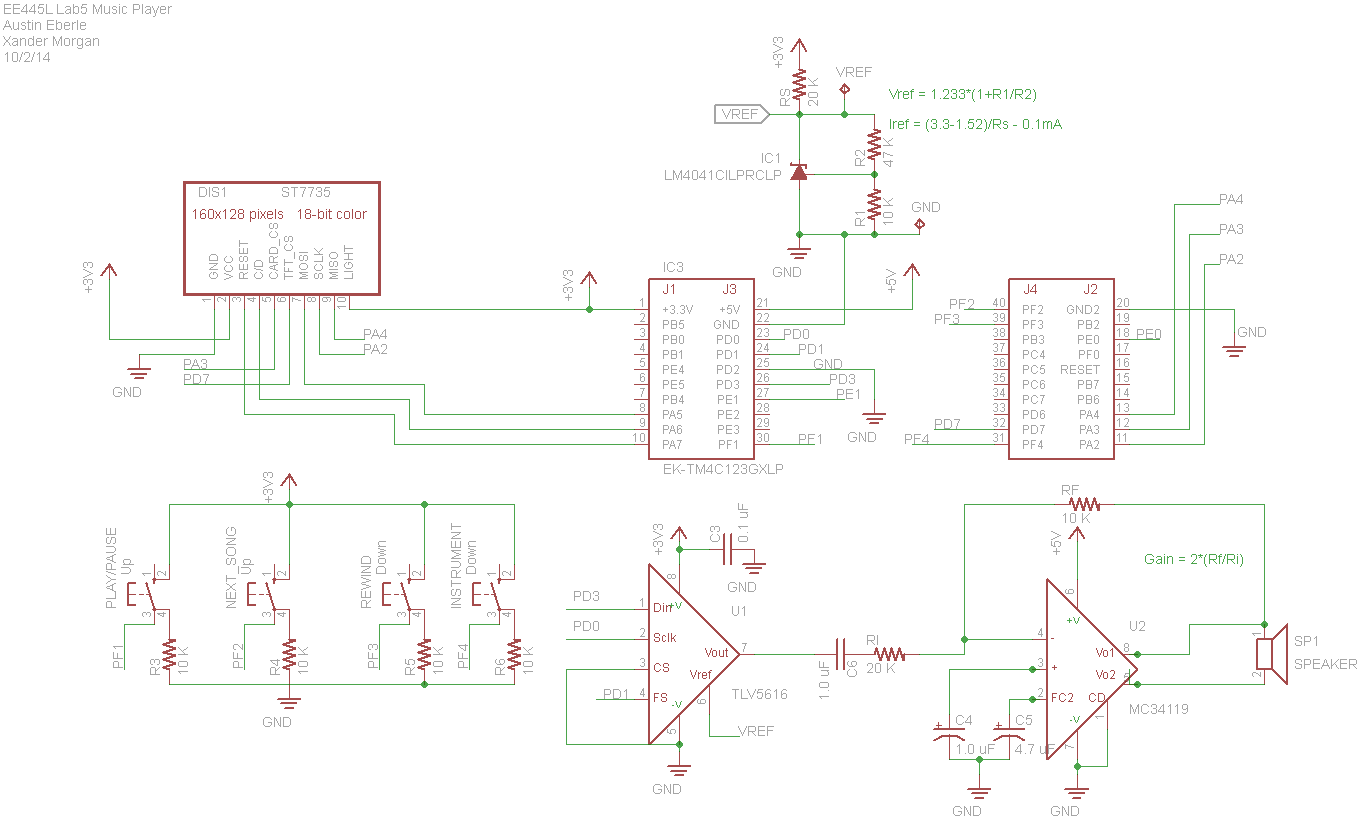 EE445L Lab5 Music Player
Austin Eberle
Xander Morgan
10/2/14
+3V3
RS
20 K
VREF
VREF
Vref = 1.233*(1+R1/R2)
Iref = (3.3-1.52)/Rs - 0.1mA
R2
47 K
IC1
LM4041CILPRCLP
R1
10 K
GND
GND
DIS1 ST7735
160x128 pixels 18-bit color
GND
VCC
RESET
C/D
CARD_CS
TFT_CS
MOSI
SCLK
MISO
LIGHT
1 2 3 4 5 6 7 8 9 10
+3V3
GND
PA3
PD7
PA4
PA2
+3V3
IC3
J1 J3
1 +3.3V +5V 21
2 PB5 GND 22
3 PB0 PD0 23 PD0
4 PB1 PD1 24 PD1
5 PE4 PD2 25 GND
6 PE5 PD3 26 PD3
7 PB4 PE1 27 PE1
8 PA5 PE2 28
9 PA6 PE3 29
10 PA7 PF1 30 PF1
EK-TM4C123GXLP
+5V
GND
PA4
PA3
PA2
J4 J2
PF2 40 PF2 GND2 20
PF3 39 PF3 PB2 19
38 PB3 PE0 18 PE0
37 PC4 PF0 17
36 PC5 RESET 16
35 PC6 PB7 15
34 PC7 PB6 14
33 PD6 PA4 13
PD7 32 PD7 PA3 12
PF4 31 PF4 PA2 11
GND
+3V3
PLAY/PAUSE
Up
1 2
3 4
PF1
R3
10 K
NEXT_SONG
Up
1 2
3 4
PF2
R4
10 K
REWIND
Down
1 2
3 4
PF3
R5
10 K
INSTRUMENT
Down
1 2
3 4
PF4
R6
10 K
GND
+3V3
C3
0.1 uF
GND
8
+V
U1
PD3 1 Din
PD0 2 Sclk
3 CS
PD1 4 FS
Vout 7
Vref
6
-V
5
TLV5616
VREF
GND
1.0 uF
C6
RI
20 K
RF
10 K
+5V
Gain = 2*(Rf/Ri)
6
+V
U2
4 -
3 +
2 FC2
Vo1 8
Vo2 5
CD
1
-V
7
MC34119
+ C4
1.0 uF
+ C5
4.7 uF
GND
GND
1
2
SP1
SPEAKER